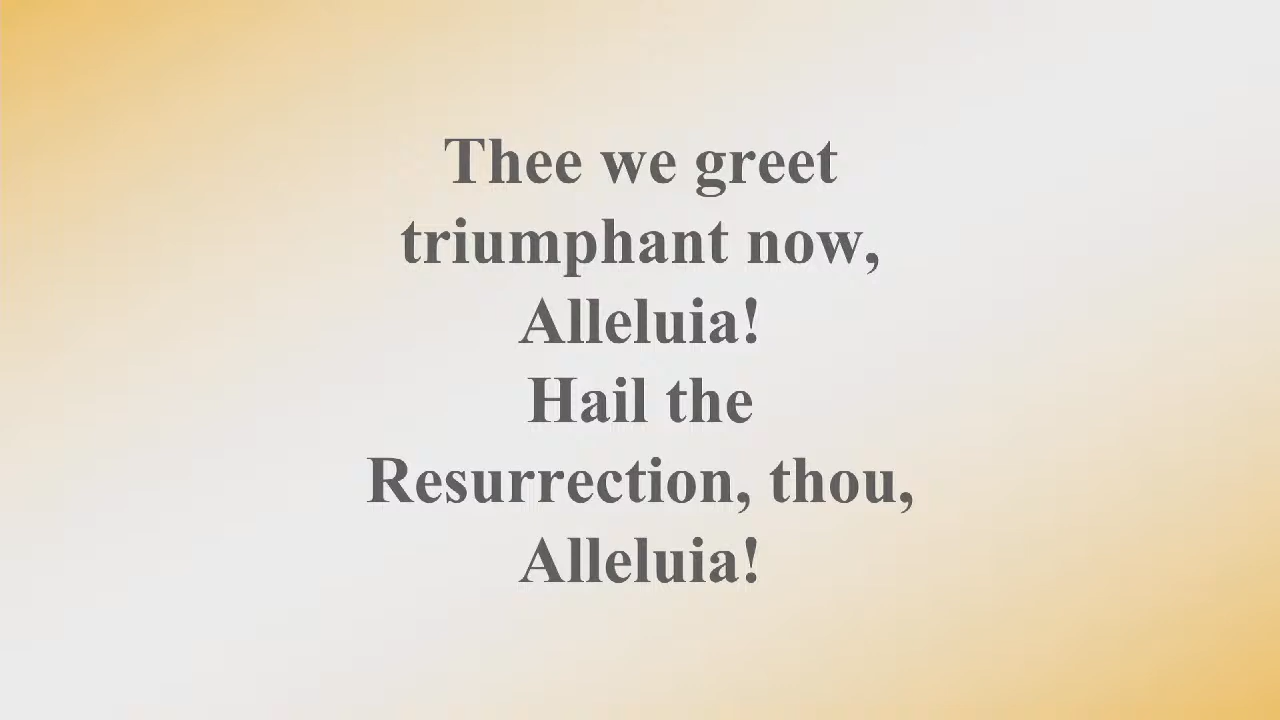 Thee we greet
triumphant now,
Alleluia!
Hail the
Resurrection, thou,
Alleluia!